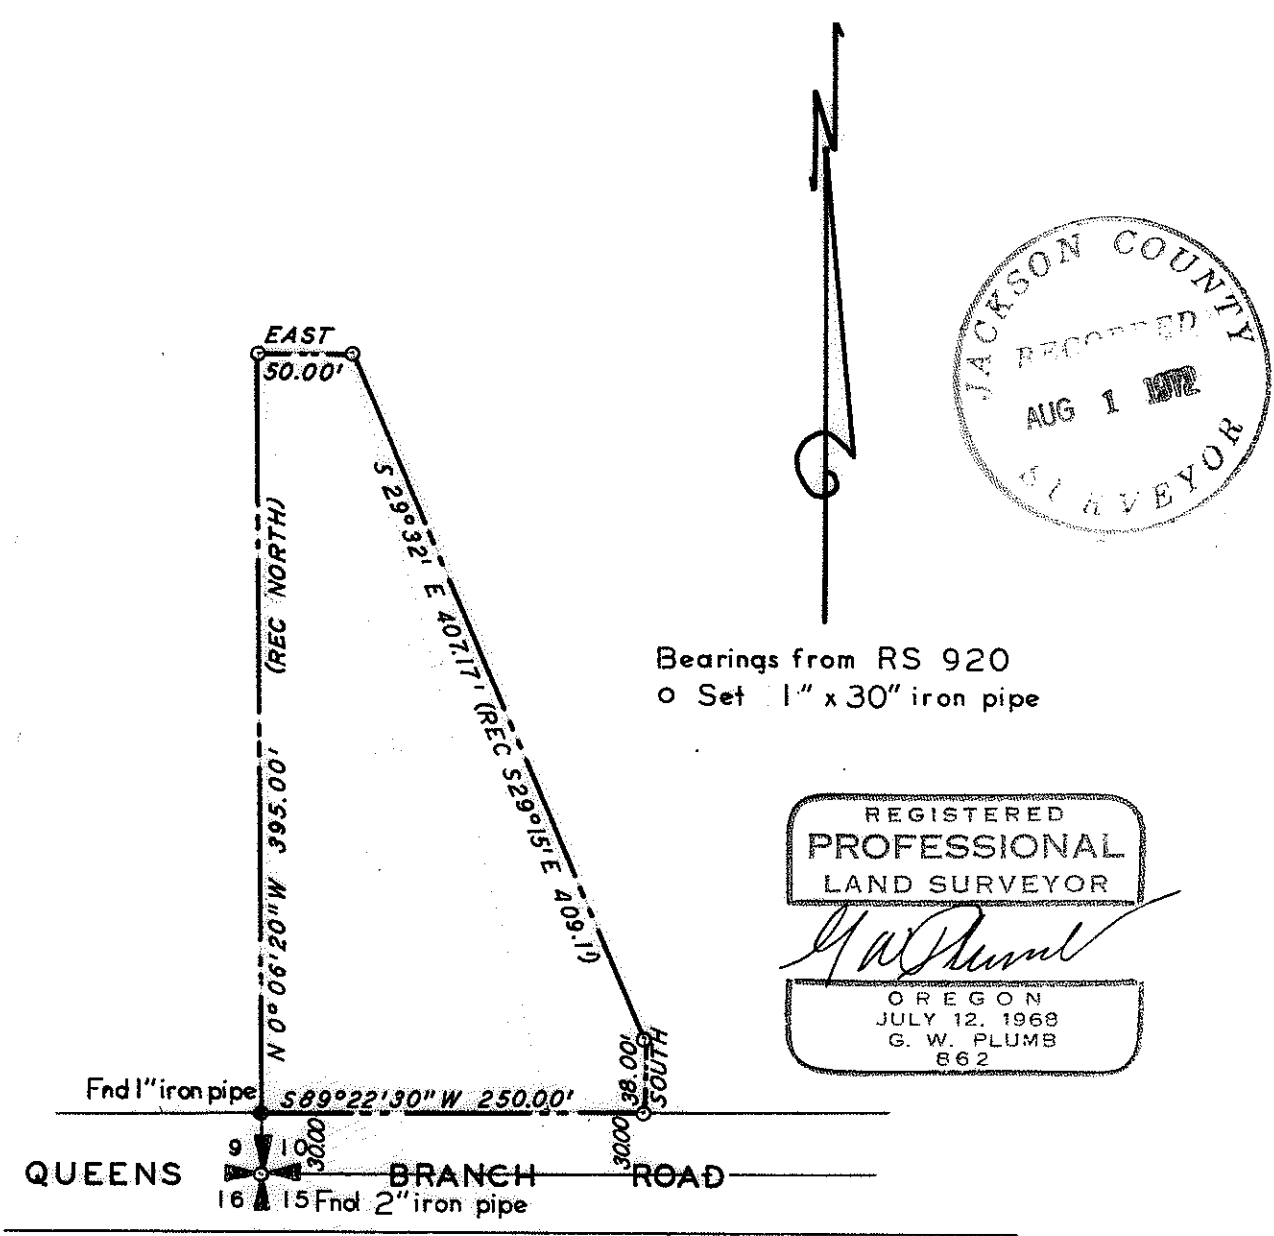 N
JACKSON COUNTY
RECORDED
AUG 1 1972
SURVEYOR
EAST
50.00'
(REC NORTH)
N 0°06'20"W 395.00'
S 29°32' E 407.17' (REC S29°15'E 409.1')
Bearings from RS 920
o Set 1" x 30" iron pipe
REGISTERED
PROFESSIONAL
LAND SURVEYOR
G W Plumb
OREGON
JULY 12, 1968
G. W. PLUMB
862
38.00'
SOUTH
Fnd 1" iron pipe
S89°22'30"W 250.00'
30.00
30.00
9 10
QUEENS BRANCH ROAD
16 15 Fnd 2" iron pipe